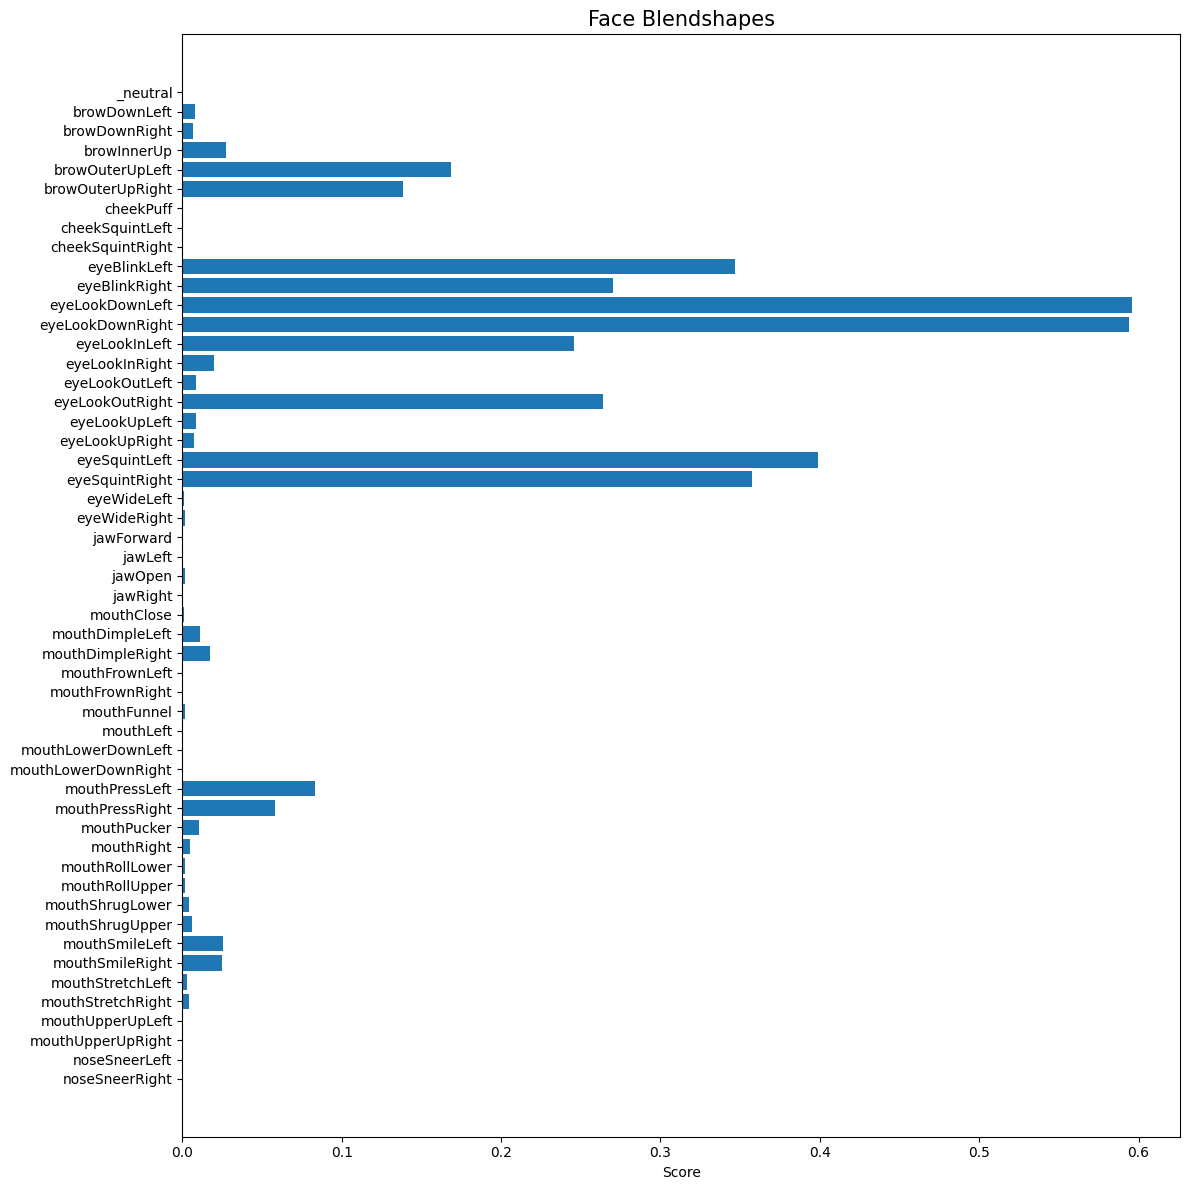 Face Blendshapes
_neutral
browDownLeft
browDownRight
browInnerUp
browOuterUpLeft
browOuterUpRight
cheekPuff
cheekSquintLeft
cheekSquintRight
eyeBlinkLeft
eyeBlinkRight
eyeLookDownLeft
eyeLookDownRight
eyeLookInLeft
eyeLookInRight
eyeLookOutLeft
eyeLookOutRight
eyeLookUpLeft
eyeLookUpRight
eyeSquintLeft
eyeSquintRight
eyeWideLeft
eyeWideRight
jawForward
jawLeft
jawOpen
jawRight
mouthClose
mouthDimpleLeft
mouthDimpleRight
mouthFrownLeft
mouthFrownRight
mouthFunnel
mouthLeft
mouthLowerDownLeft
mouthLowerDownRight
mouthPressLeft
mouthPressRight
mouthPucker
mouthRight
mouthRollLower
mouthRollUpper
mouthShrugLower
mouthShrugUpper
mouthSmileLeft
mouthSmileRight
mouthStretchLeft
mouthStretchRight
mouthUpperUpLeft
mouthUpperUpRight
noseSneerLeft
noseSneerRight
0.0 0.1 0.2 0.3 0.4 0.5 0.6
Score